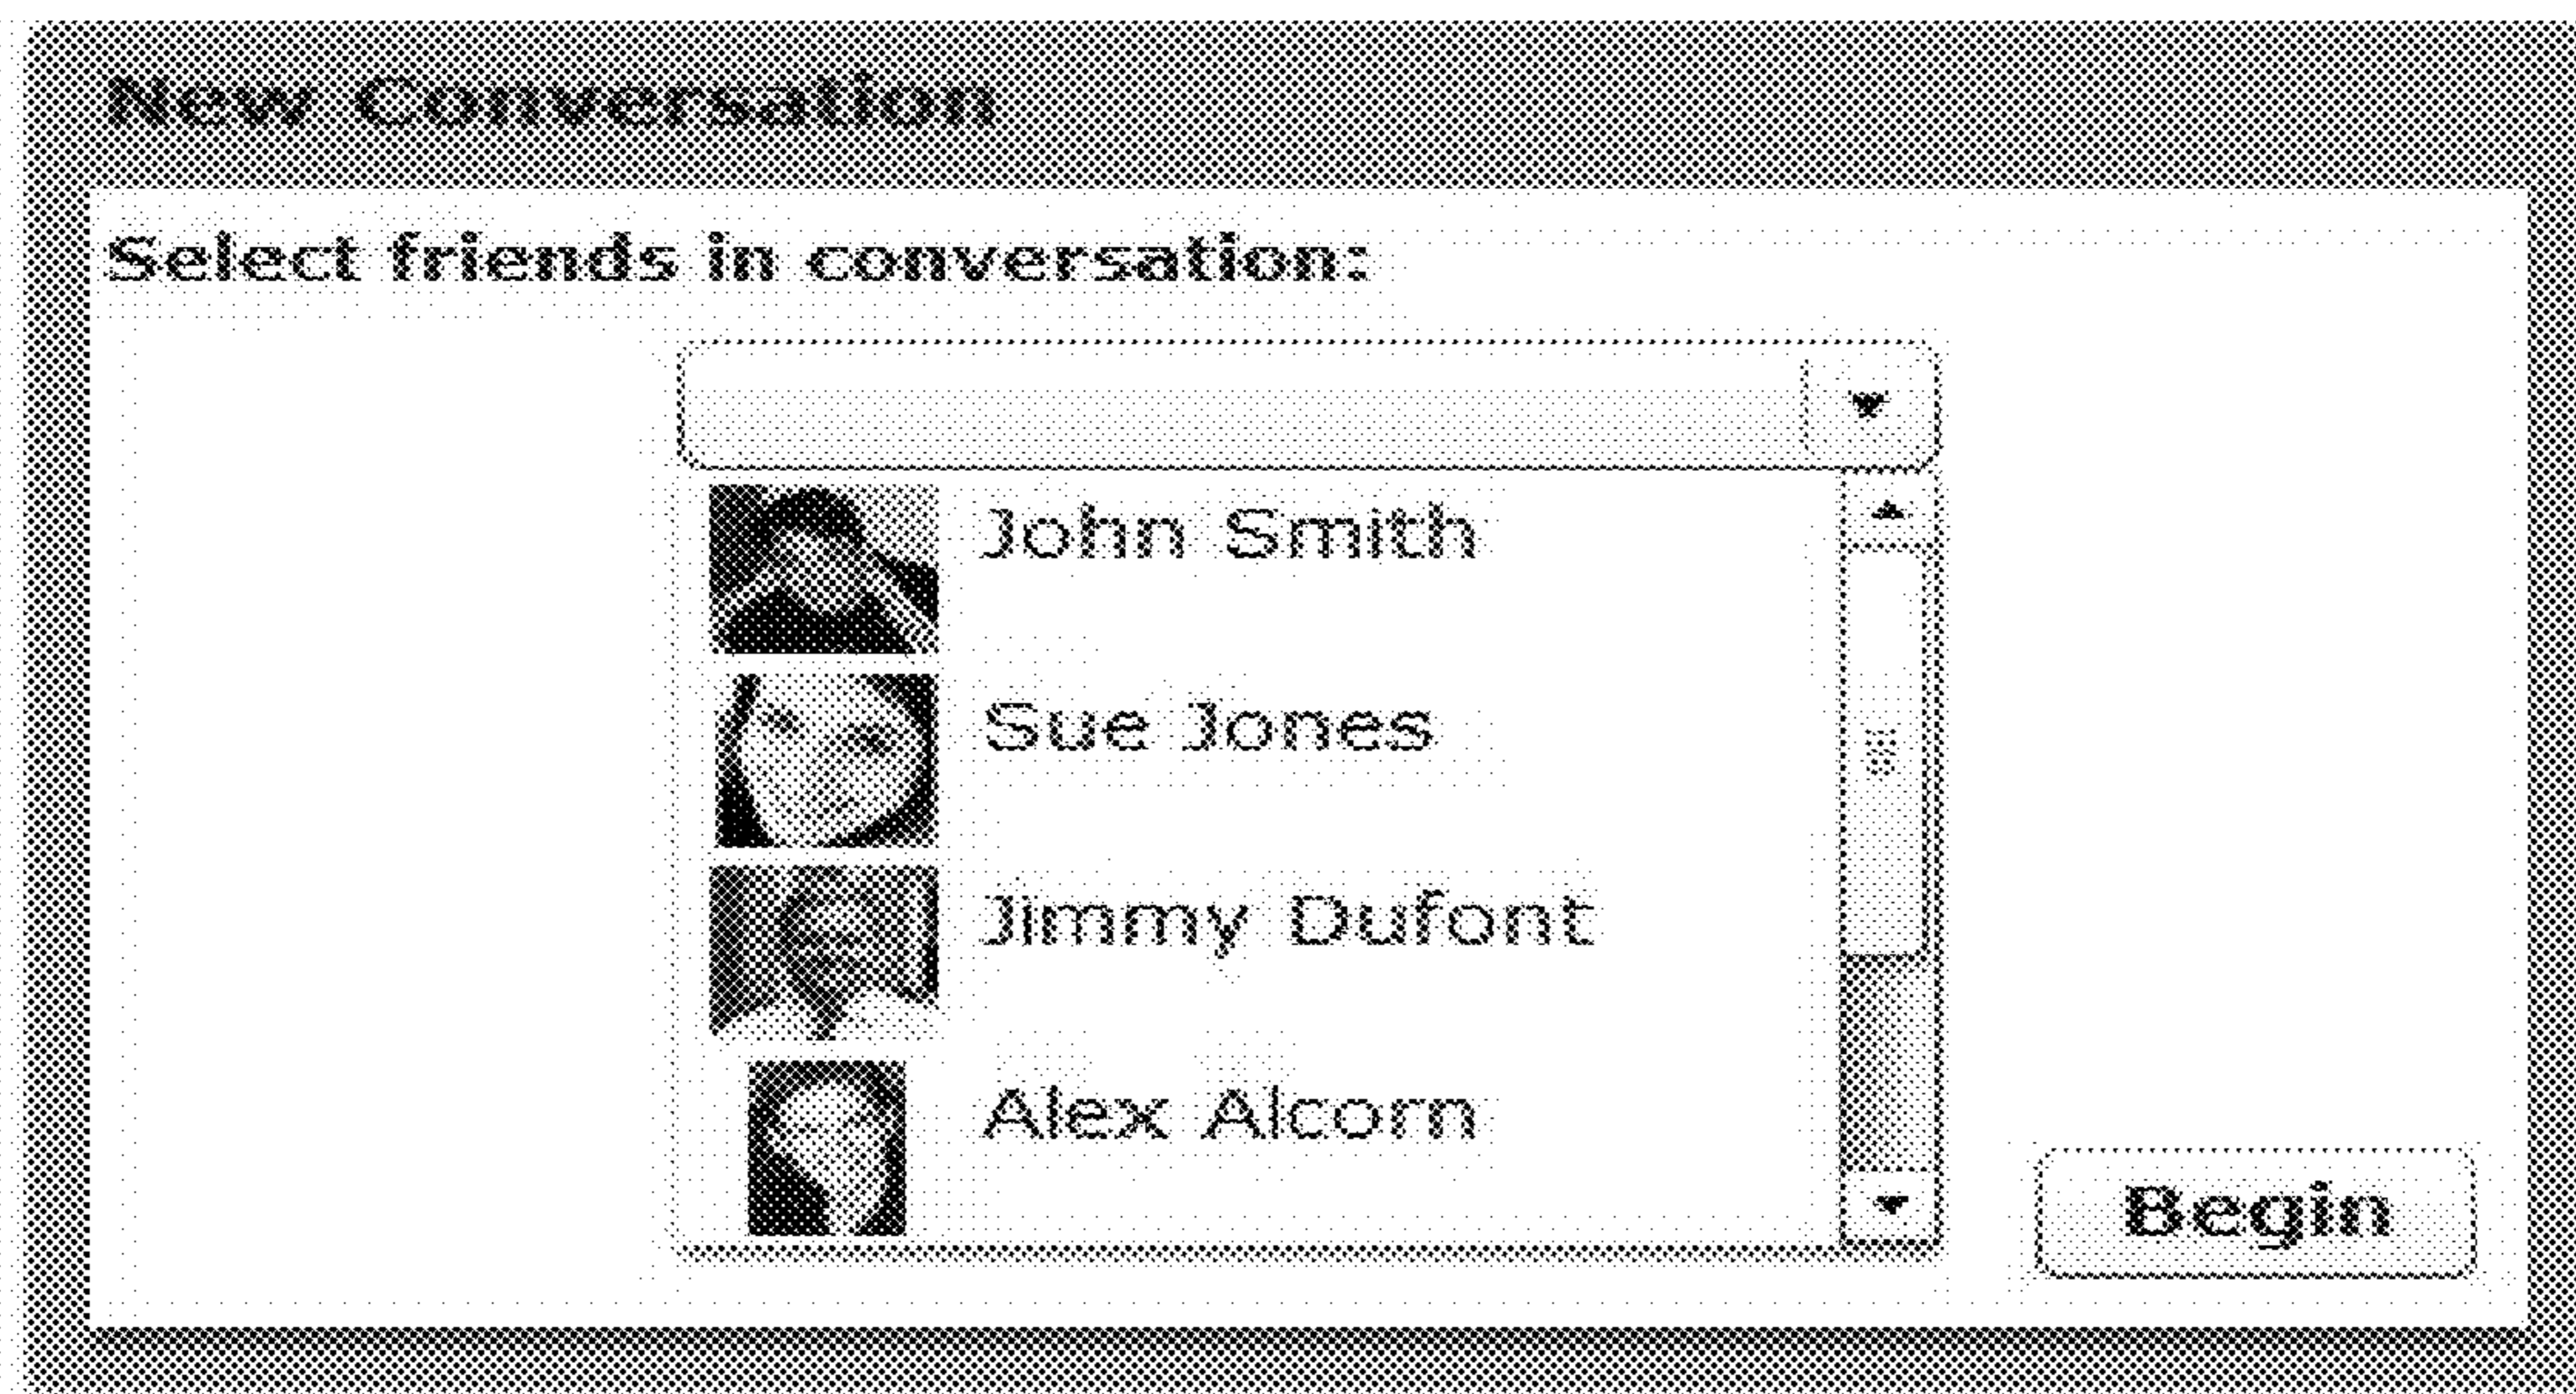 New Conversation
Select friends in conversation:
John Smith
Sue Jones
Jimmy Dufont
Alex Alcorn
Begin